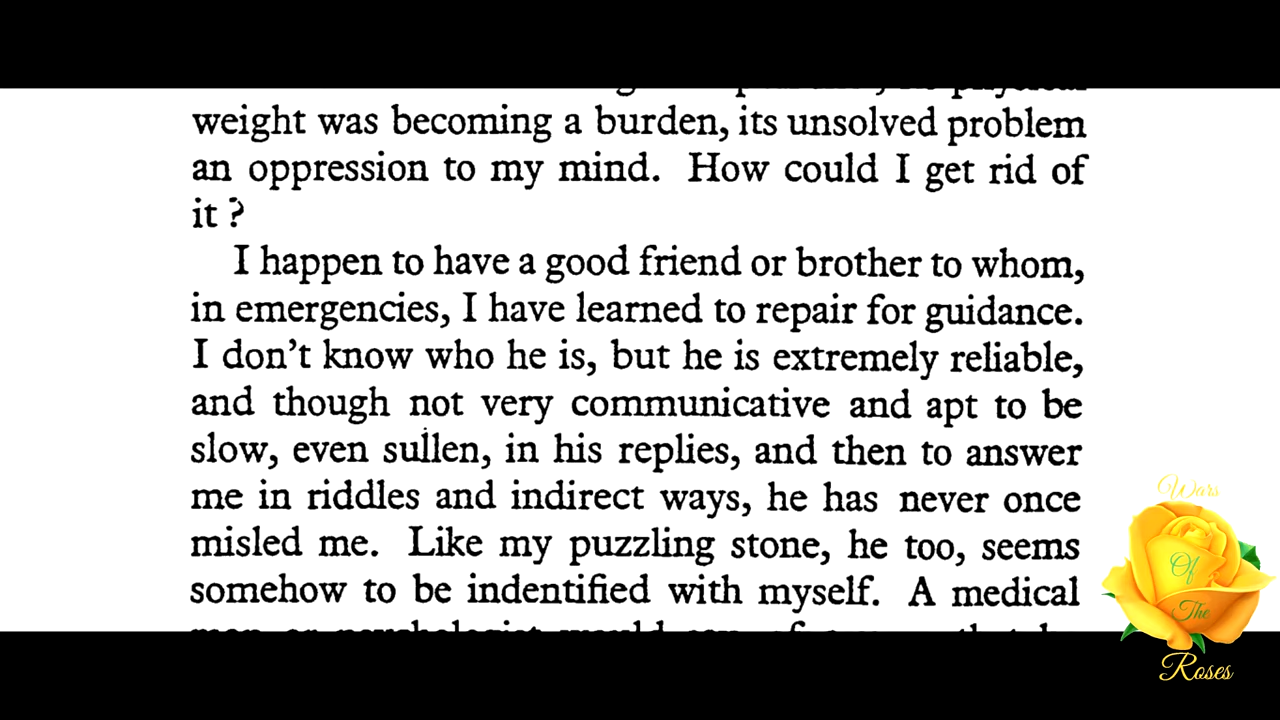 weight was becoming a burden, its unsolved problem
an oppression to my mind. How could I get rid of
it ?
I happen to have a good friend or brother to whom,
in emergencies, I have learned to repair for guidance.
I don't know who he is, but he is extremely reliable,
and though not very communicative and apt to be
slow, even sullen, in his replies, and then to answer
me in riddles and indirect ways, he has never once
misled me. Like my puzzling stone, he too, seems
somehow to be indentified with myself. A medical
Wars
Of
The
Roses